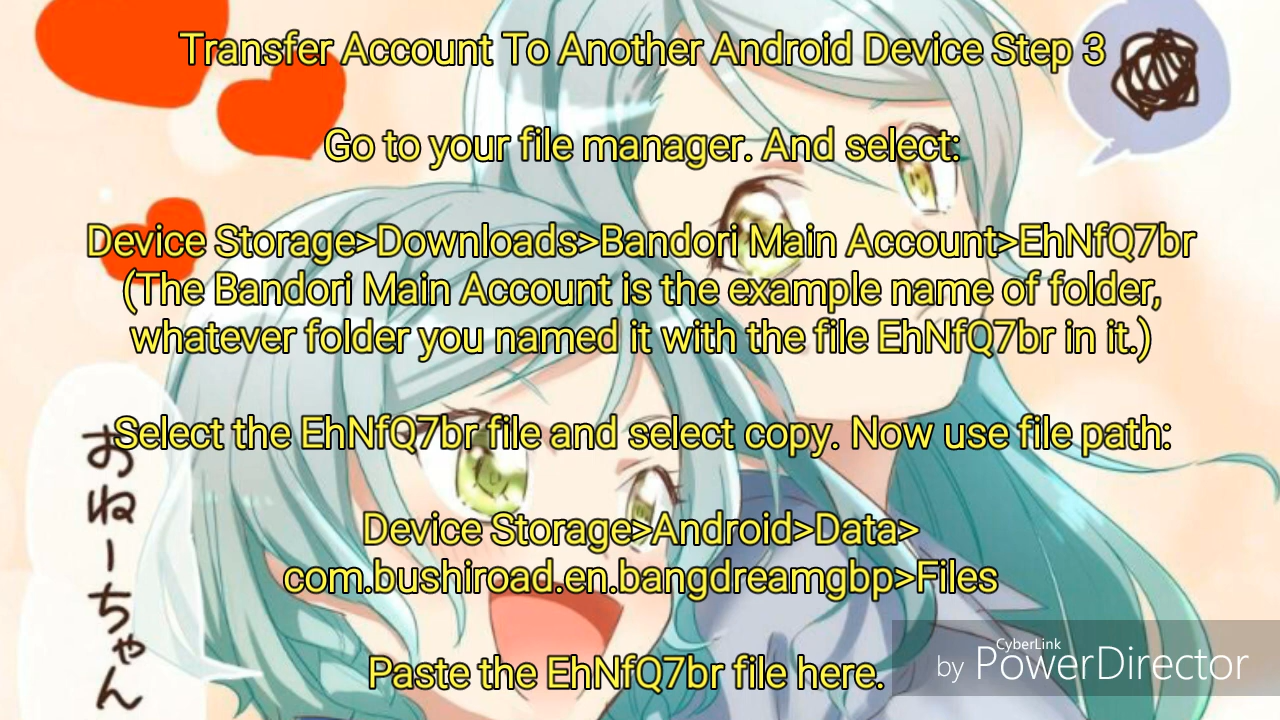 Transfer Account To Another Android Device Step 3
Go to your file manager. And select:
Device Storage>Downloads>Bandori Main Account>EhNfQ7br
(The Bandori Main Account is the example name of folder,
whatever folder you named it with the file EhNfQ7br in it.)
Select the EhNfQ7br file and select copy. Now use file path:
Device Storage>Android>Data>
com.bushiroad.en.bangdreamgbp>Files
Paste the EhNfQ7br file here.
おねーちゃん
by CyberLink PowerDirector